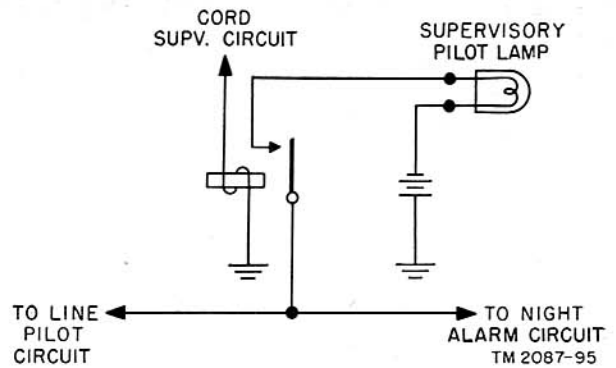 CORD
SUPV. CIRCUIT
SUPERVISORY
PILOT LAMP
TO LINE
PILOT
CIRCUIT
TO NIGHT
ALARM CIRCUIT
TM 2087-95